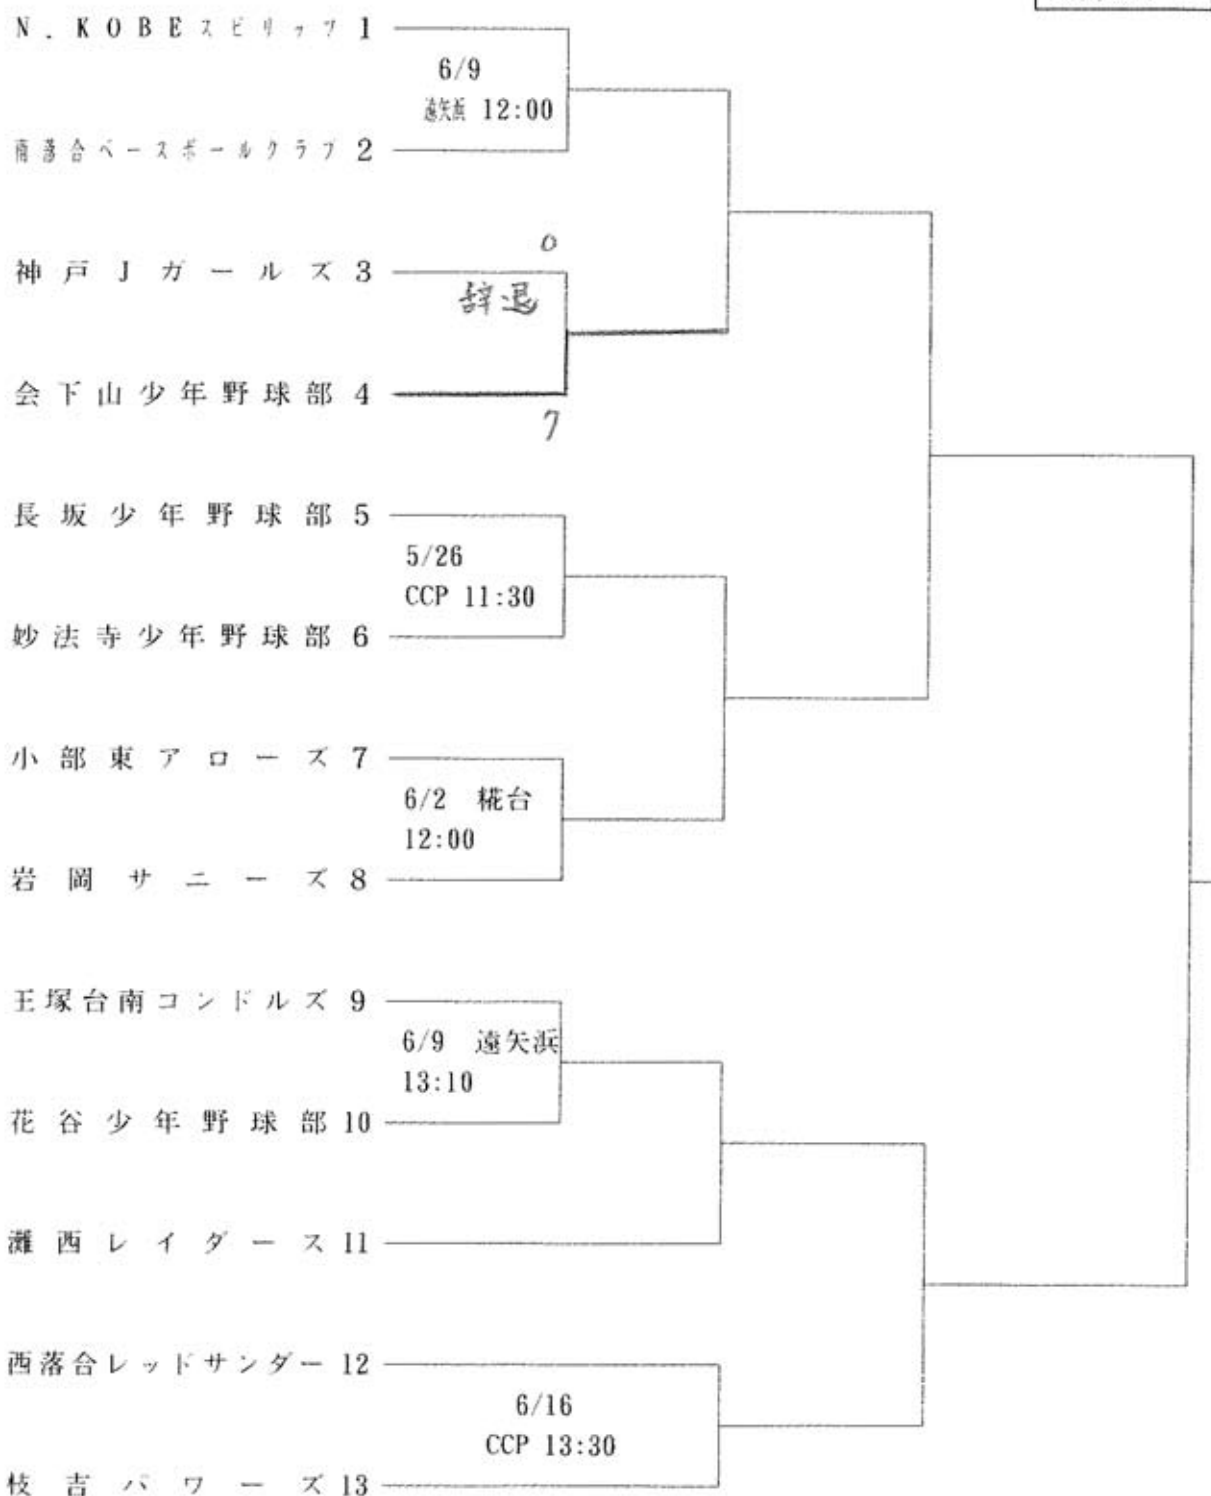 N.KOBEスピリッツ 1
6/9
遠矢浜 12:00
南落合ベースボールクラブ 2
0
神戸Jガールズ 3
辞退
会下山少年野球部 4
7
長坂少年野球部 5
5/26
CCP 11:30
妙法寺少年野球部 6
小部東アローズ 7
6/2 糀台
12:00
岩岡サニーズ 8
王塚台南コンドルズ 9
6/9 遠矢浜
13:10
花谷少年野球部 10
灘西レイダース 11
西落合レッドサンダー 12
6/16
CCP 13:30
枝吉パワーズ 13